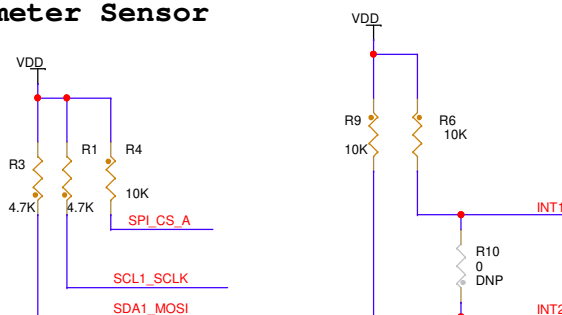 meter Sensor
VDD
R3
4.7K
R1
4.7K
R4
10K
SPI_CS_A
SCL1_SCLK
SDA1_MOSI
VDD
R9
10K
R6
10K
INT1
R10
0
DNP
INT2